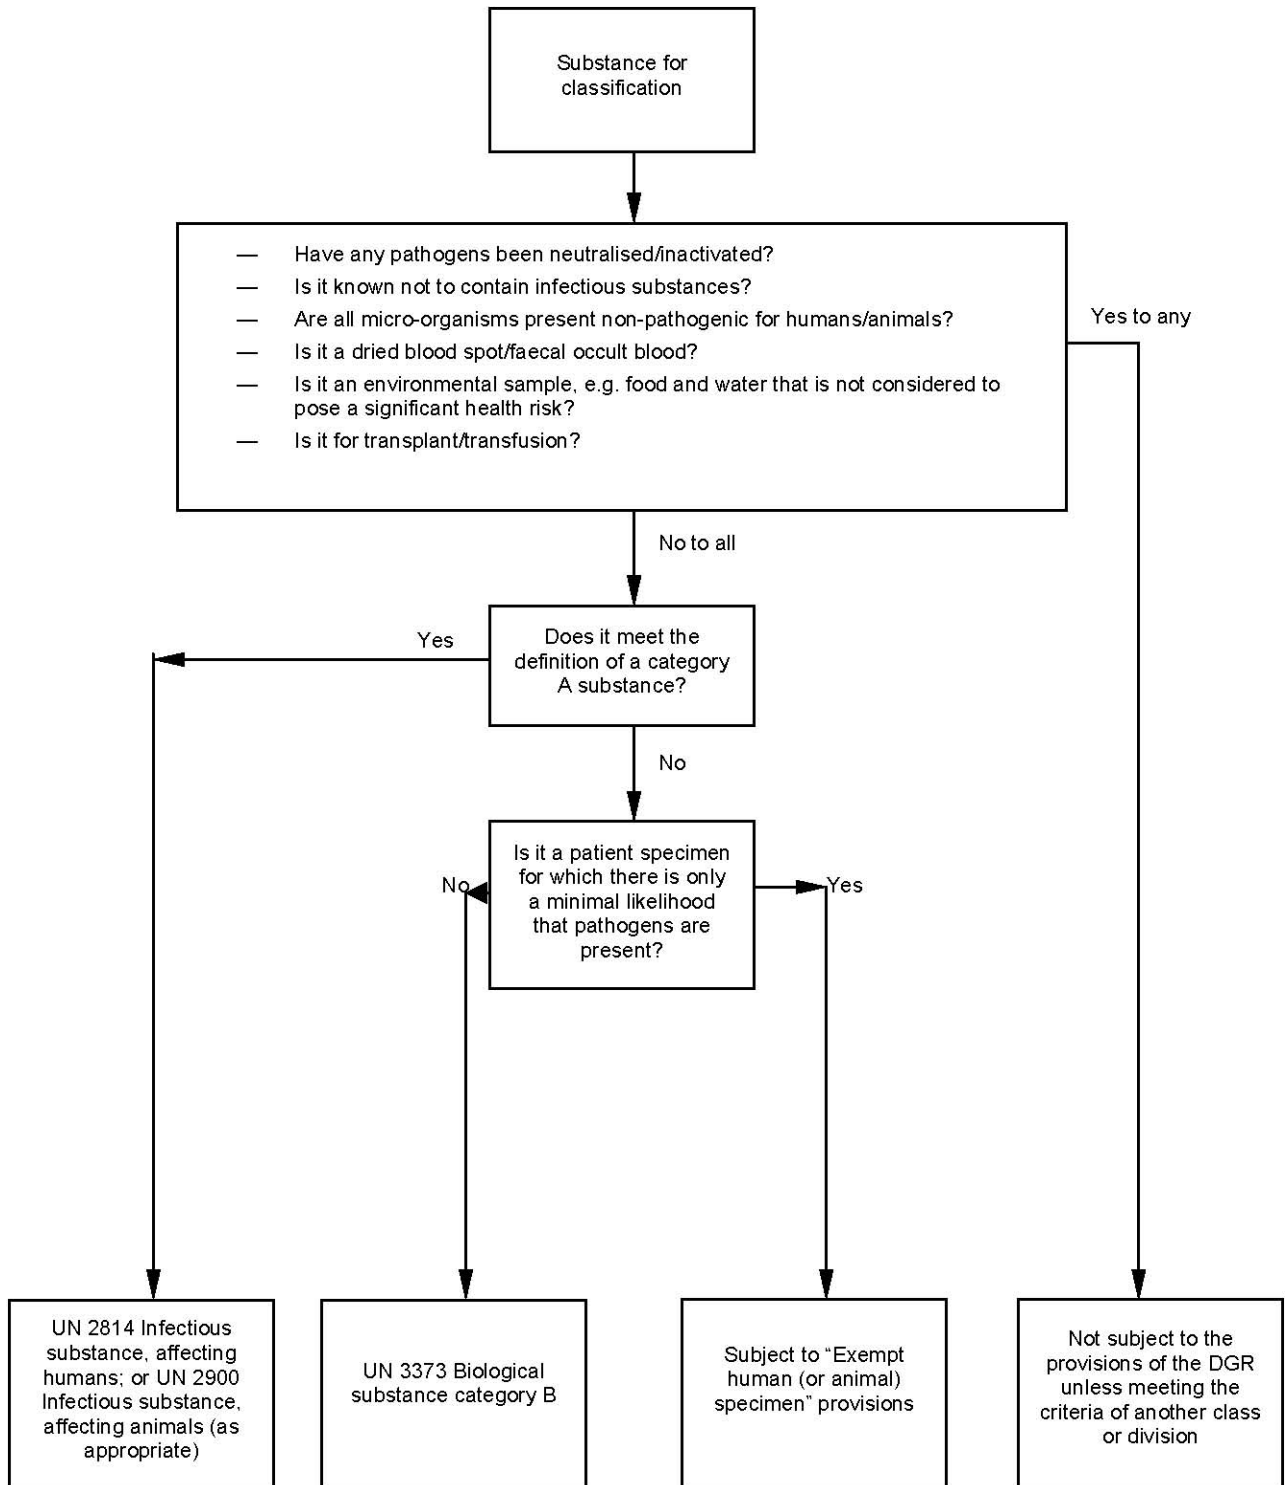 Substance for
classification
— Have any pathogens been neutralised/inactivated?
— Is it known not to contain infectious substances?
— Are all micro-organisms present non-pathogenic for humans/animals?
— Is it a dried blood spot/faecal occult blood?
— Is it an environmental sample, e.g. food and water that is not considered to
pose a significant health risk?
— Is it for transplant/transfusion?
Yes to any
No to all
Does it meet the
definition of a category
A substance?
Yes
No
Is it a patient specimen
for which there is only
a minimal likelihood
that pathogens are
present?
No
Yes
UN 2814 Infectious
substance, affecting
humans; or UN 2900
Infectious substance,
affecting animals (as
appropriate)
UN 3373 Biological
substance category B
Subject to “Exempt
human (or animal)
specimen” provisions
Not subject to the
provisions of the DGR
unless meeting the
criteria of another class
or division